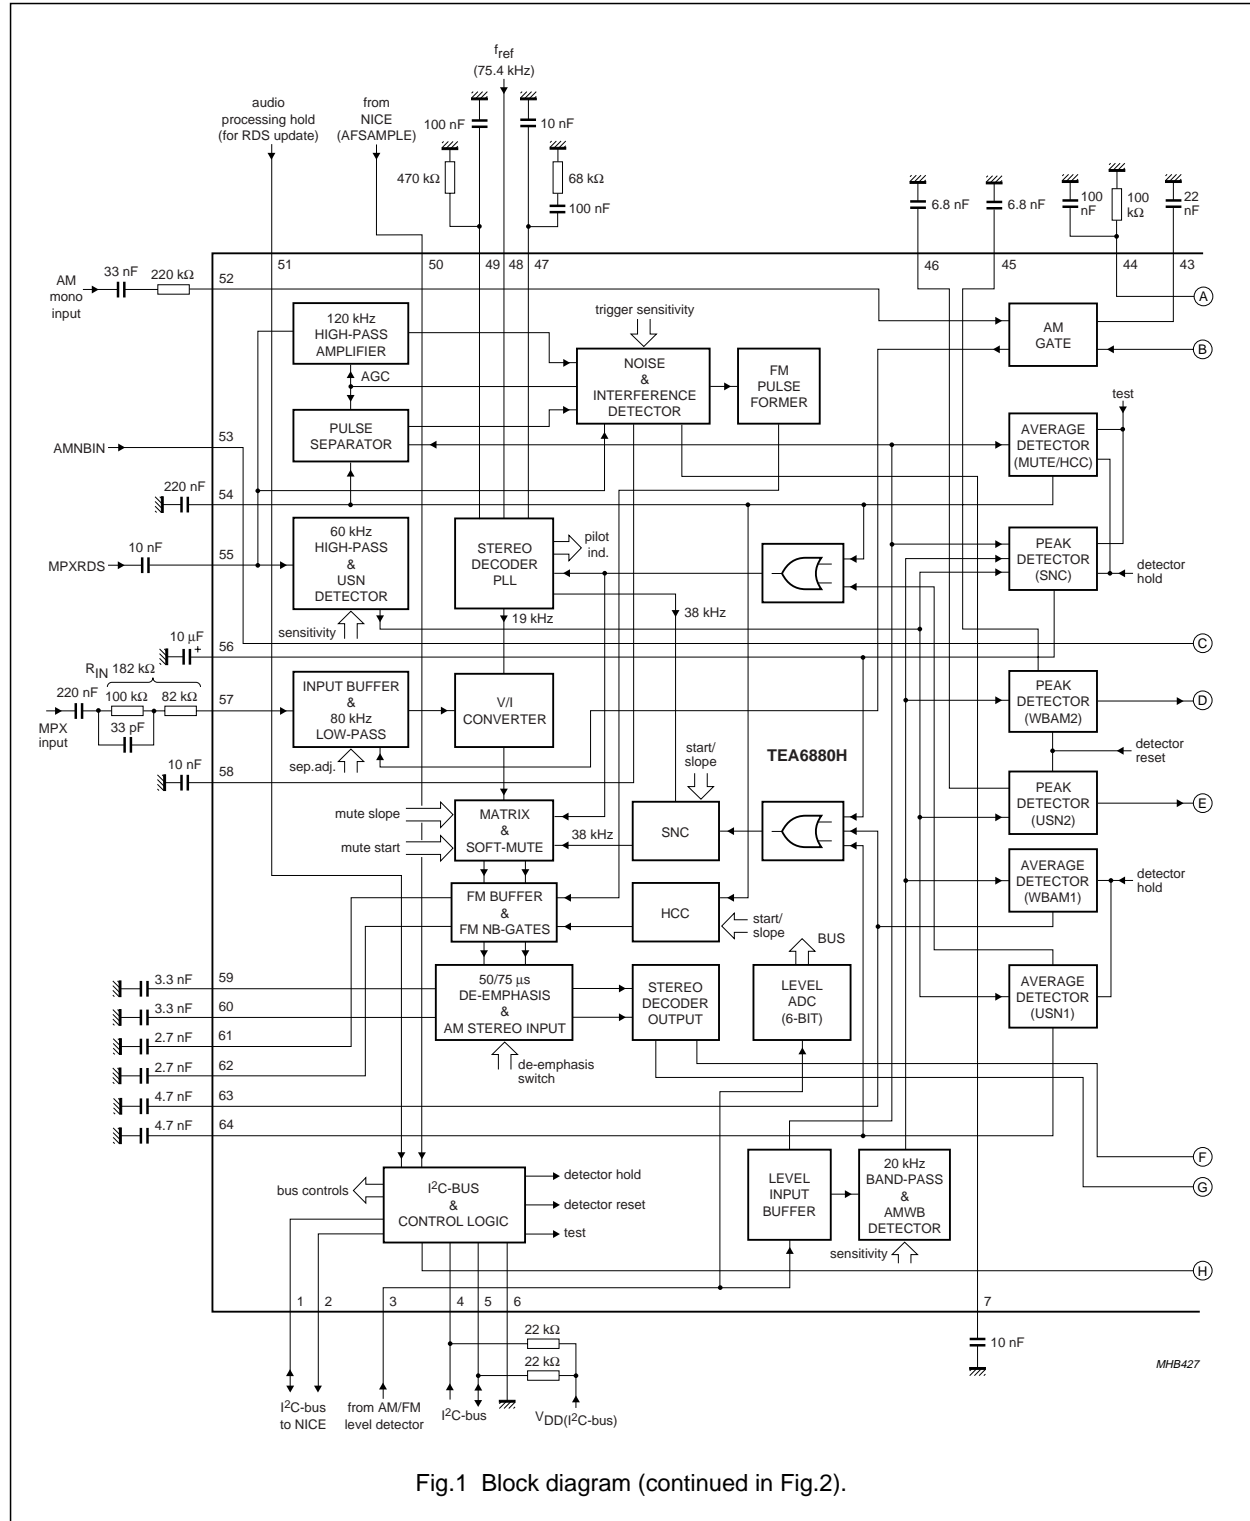 fref
(75.4 kHz)
audio
processing hold
(for RDS update)
from
NICE
(AFSAMPLE)
100 nF
10 nF
470 kΩ
68 kΩ
100 nF
6.8 nF
6.8 nF
100
nF
100
kΩ
22
nF
51
50
49
48
47
46
45
44
43
AM
mono
input
33 nF
220 kΩ
52
A
120 kHz
HIGH-PASS
AMPLIFIER
trigger sensitivity
AM
GATE
B
AGC
NOISE
&
INTERFERENCE
DETECTOR
FM
PULSE
FORMER
test
PULSE
SEPARATOR
AVERAGE
DETECTOR
(MUTE/HCC)
AMNBIN
53
220 nF
54
60 kHz
HIGH-PASS
&
USN
DETECTOR
STEREO
DECODER
PLL
pilot
ind.
PEAK
DETECTOR
(SNC)
detector
hold
MPXRDS
10 nF
55
sensitivity
19 kHz
38 kHz
10 μF
+
56
C
RIN 182 kΩ
220 nF
100 kΩ
82 kΩ
57
33 pF
MPX
input
INPUT BUFFER
&
80 kHz
LOW-PASS
V/I
CONVERTER
PEAK
DETECTOR
(WBAM2)
D
sep.adj.
start/
slope
TEA6880H
detector
reset
10 nF
58
PEAK
DETECTOR
(USN2)
E
mute slope
mute start
MATRIX
&
SOFT-MUTE
38 kHz
SNC
AVERAGE
DETECTOR
(WBAM1)
detector
hold
FM BUFFER
&
FM NB-GATES
HCC
start/
slope
BUS
3.3 nF
59
3.3 nF
60
2.7 nF
61
2.7 nF
62
4.7 nF
63
4.7 nF
64
50/75 μs
DE-EMPHASIS
&
AM STEREO INPUT
STEREO
DECODER
OUTPUT
LEVEL
ADC
(6-BIT)
AVERAGE
DETECTOR
(USN1)
de-emphasis
switch
F
G
bus controls
I2C-BUS
&
CONTROL LOGIC
detector hold
detector reset
test
LEVEL
INPUT
BUFFER
20 kHz
BAND-PASS
&
AMWB
DETECTOR
sensitivity
H
1
2
3
4
5
6
7
22 kΩ
22 kΩ
10 nF
MHB427
I2C-bus
to NICE
from AM/FM
level detector
I2C-bus
VDD(I2C-bus)
Fig.1 Block diagram (continued in Fig.2).